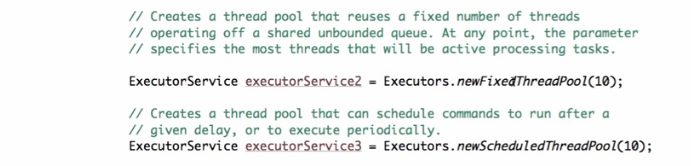 // Creates a thread pool that reuses a fixed number of threads
// operating off a shared unbounded queue. At any point, the parameter
// specifies the most threads that will be active processing tasks.
ExecutorService executorService2 = Executors.newFixedThreadPool(10);
// Creates a thread pool that can schedule commands to run after a
// given delay, or to execute periodically.
ExecutorService executorService3 = Executors.newScheduledThreadPool(10);